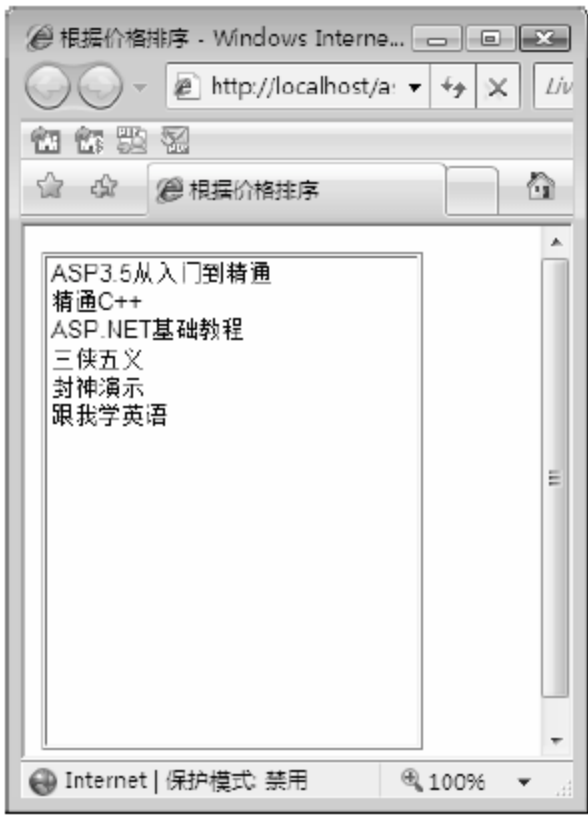 根据价格排序 - Windows Interne...
http://localhost/a
Liv
根据价格排序
ASP3.5从入门到精通
精通C++
ASP.NET基础教程
三侠五义
封神演示
跟我学英语
Internet | 保护模式: 禁用
100%